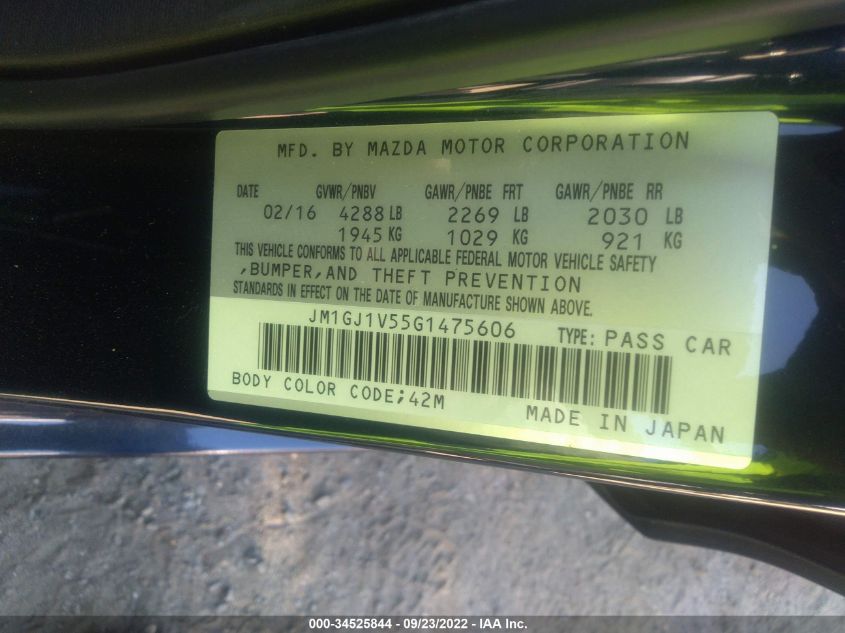 MFD. BY MAZDA MOTOR CORPORATION
DATE GVWR/PNBV GAWR/PNBE FRT GAWR/PNBE RR
02/16 4288 LB 2269 LB 2030 LB
1945 KG 1029 KG 921 KG
THIS VEHICLE CONFORMS TO ALL APPLICABLE FEDERAL MOTOR VEHICLE SAFETY
,BUMPER,AND THEFT PREVENTION
STANDARDS IN EFFECT ON THE DATE OF MANUFACTURE SHOWN ABOVE.
JM1GJ1V55G1475606 TYPE: PASS CAR
BODY COLOR CODE;42M
MADE IN JAPAN
000-34525844 - 09/23/2022 - IAA Inc.